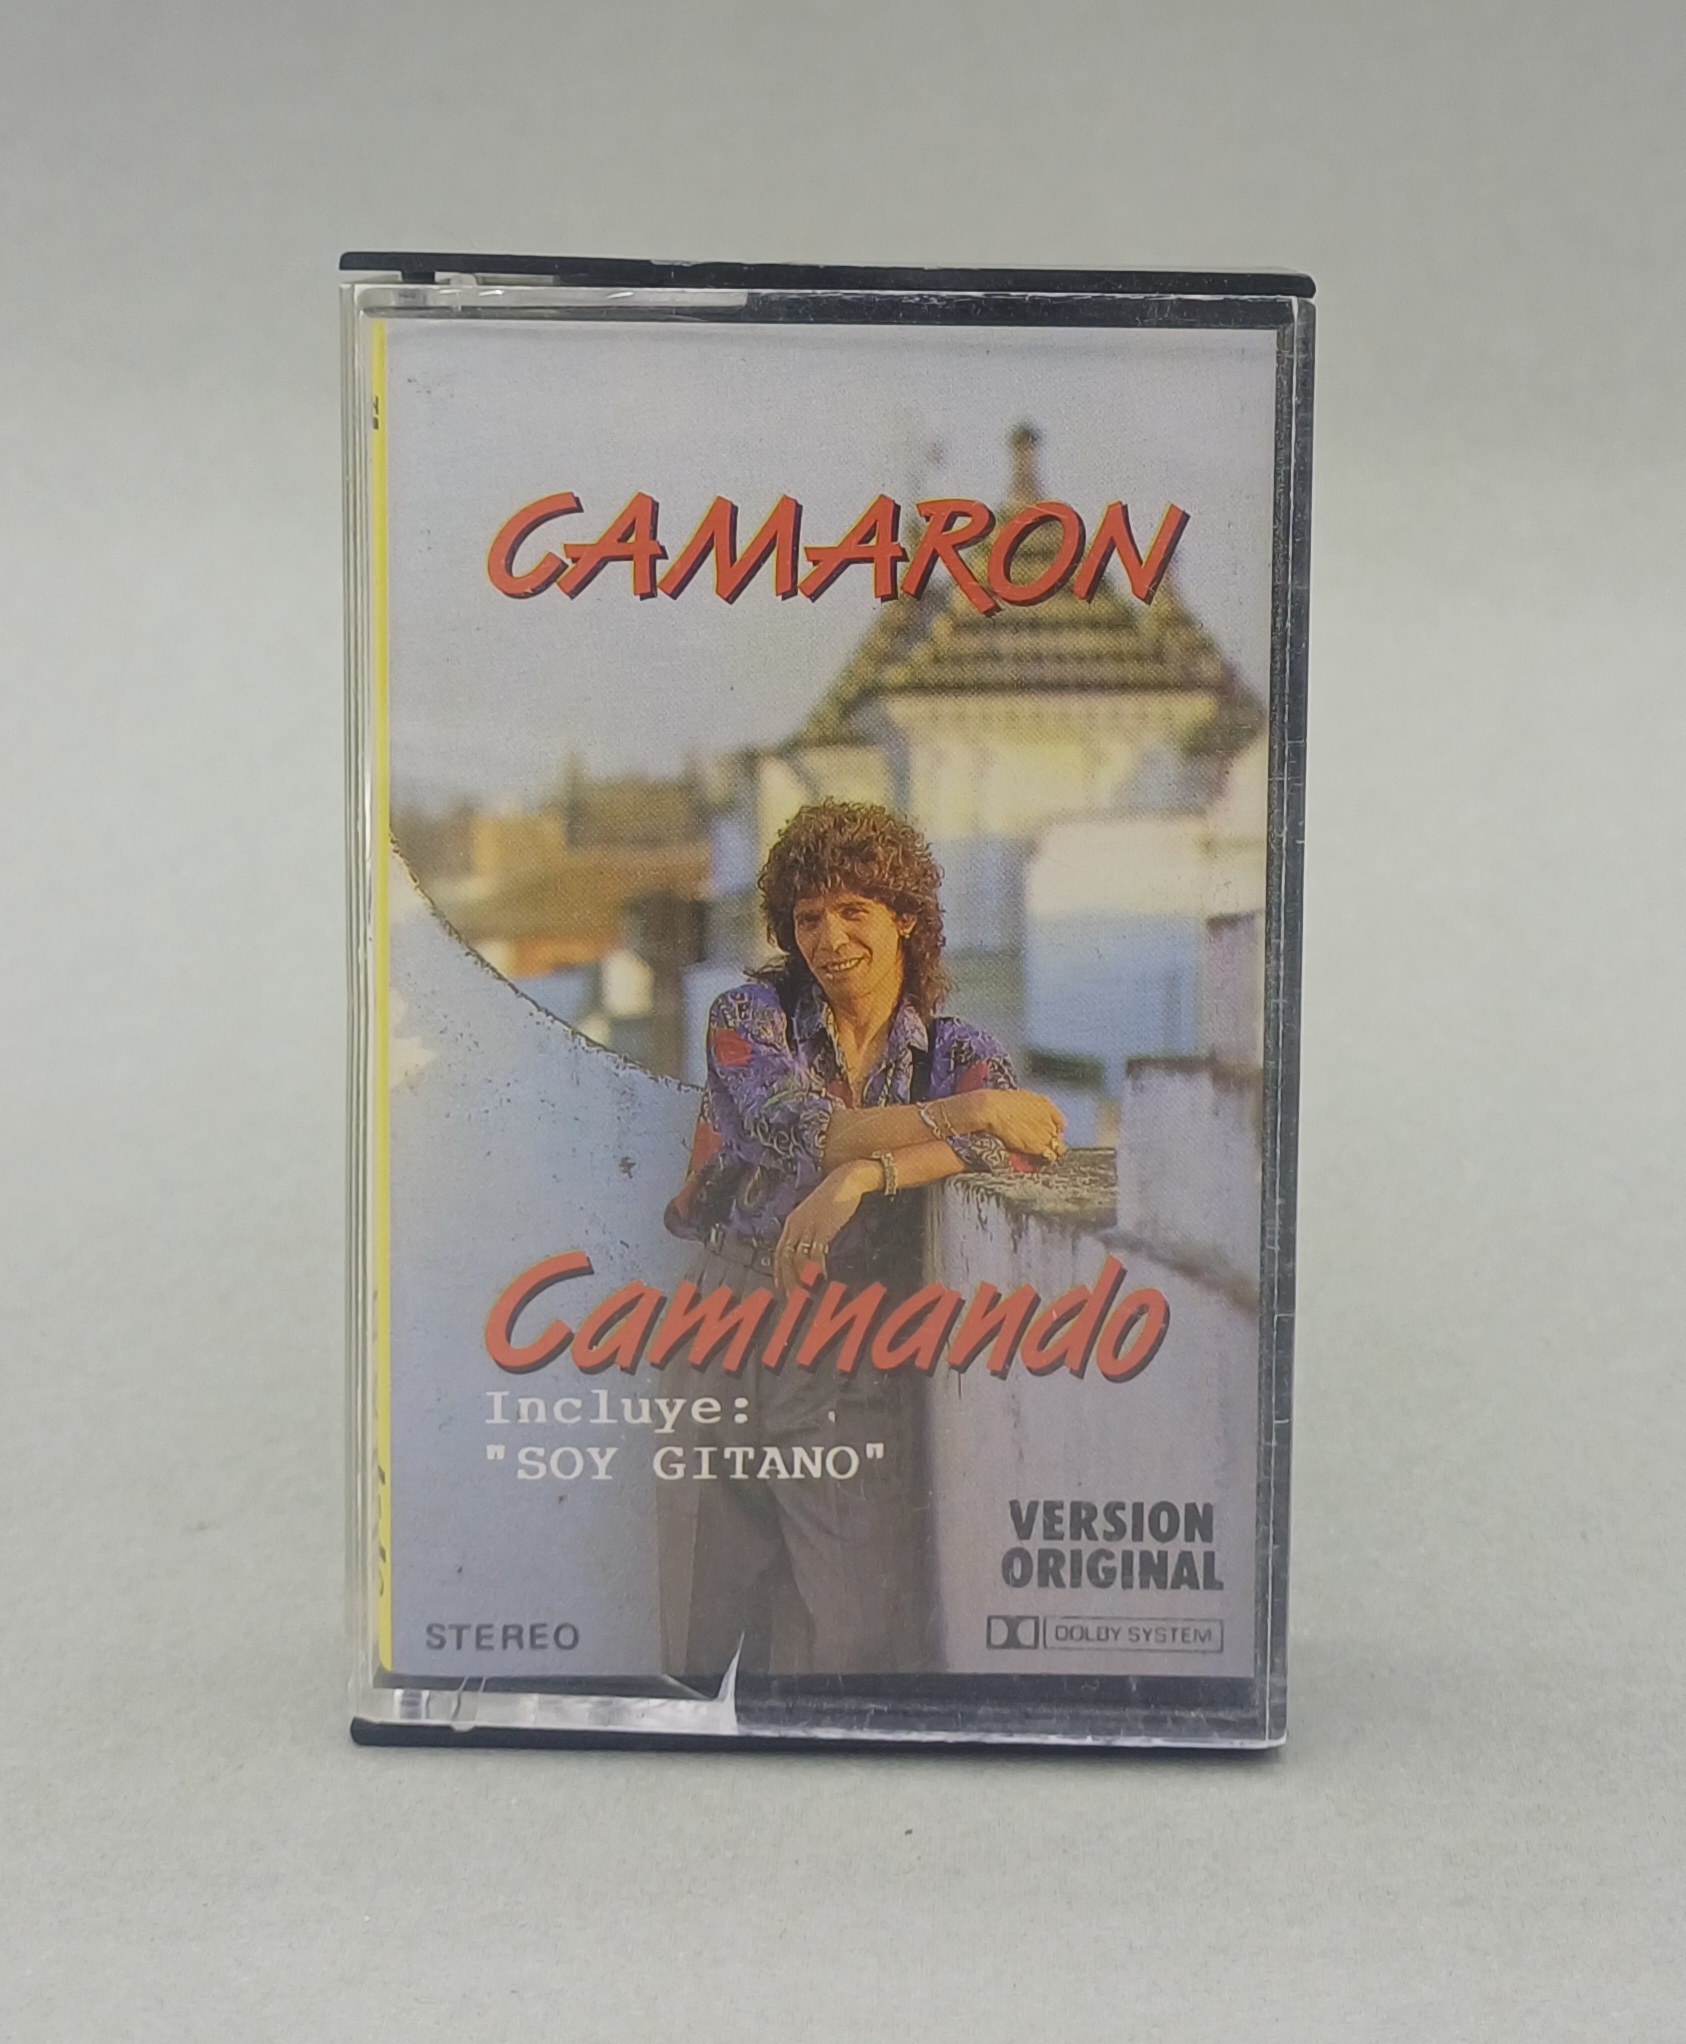 CAMARON
Caminando
Incluye:
"SOY GITANO"
VERSION
ORIGINAL
STEREO
DOLBY SYSTEM